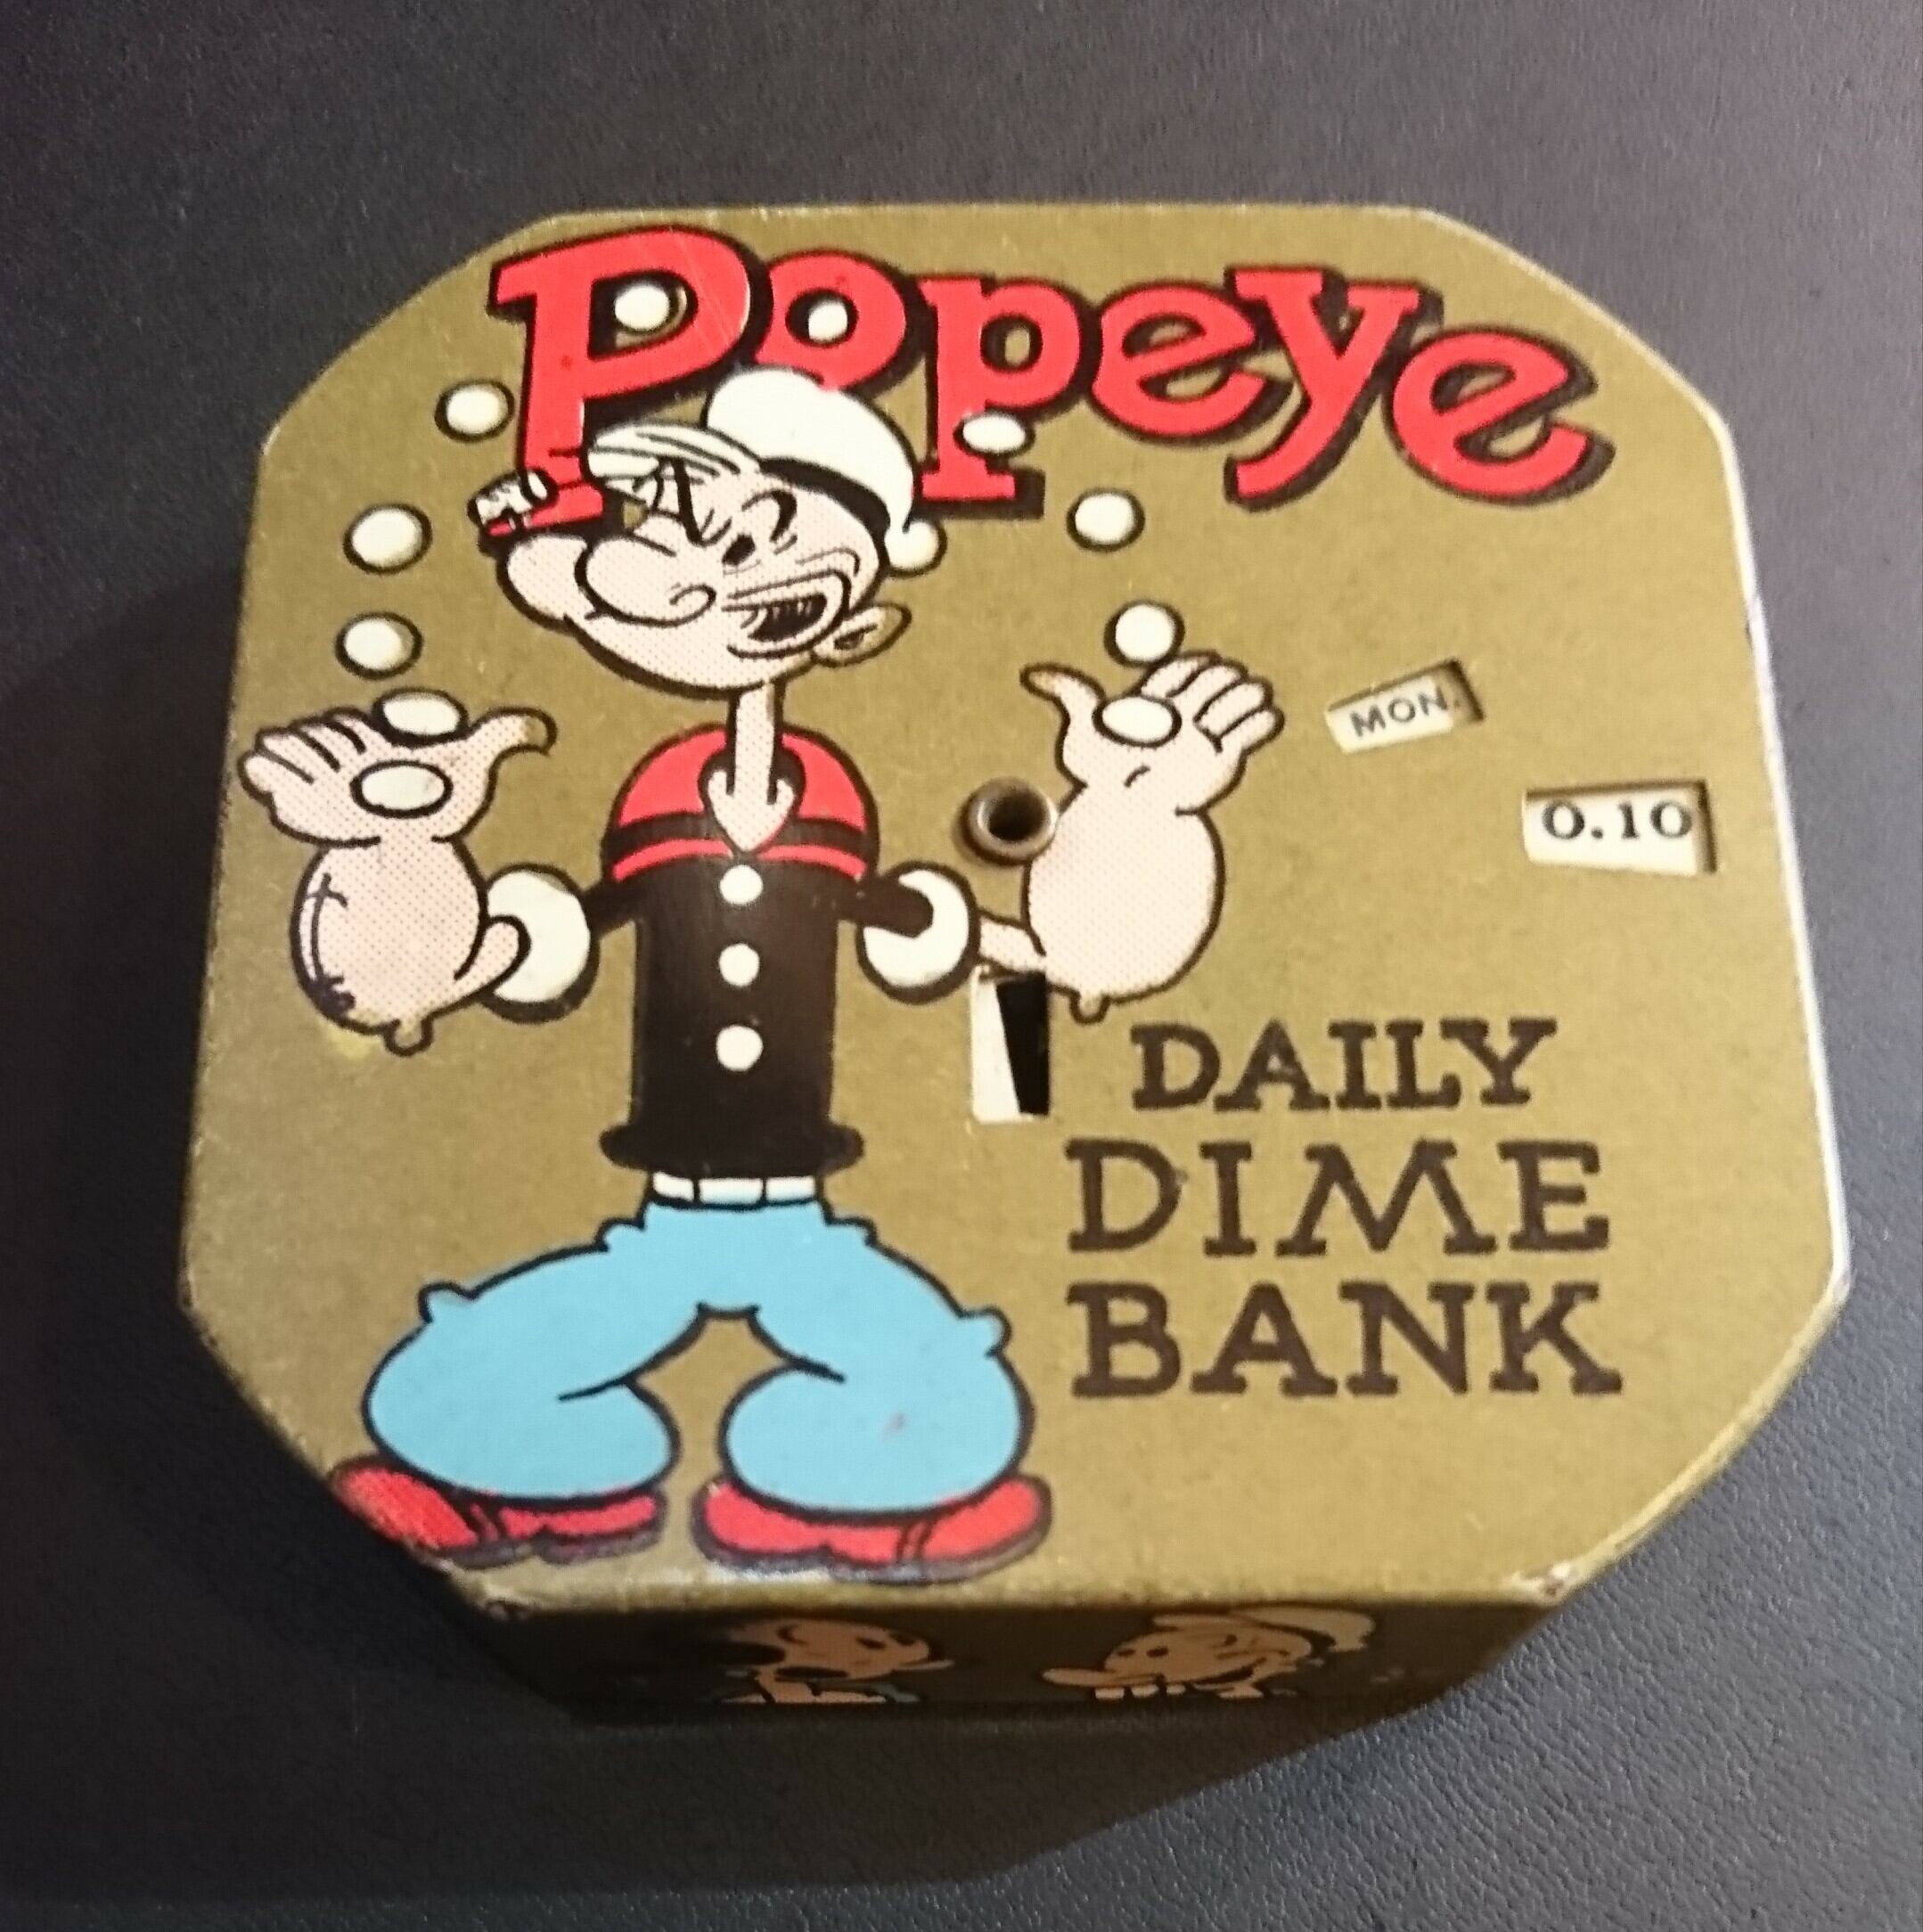 Popeye
MON.
0.10
DAILY
DIME
BANK